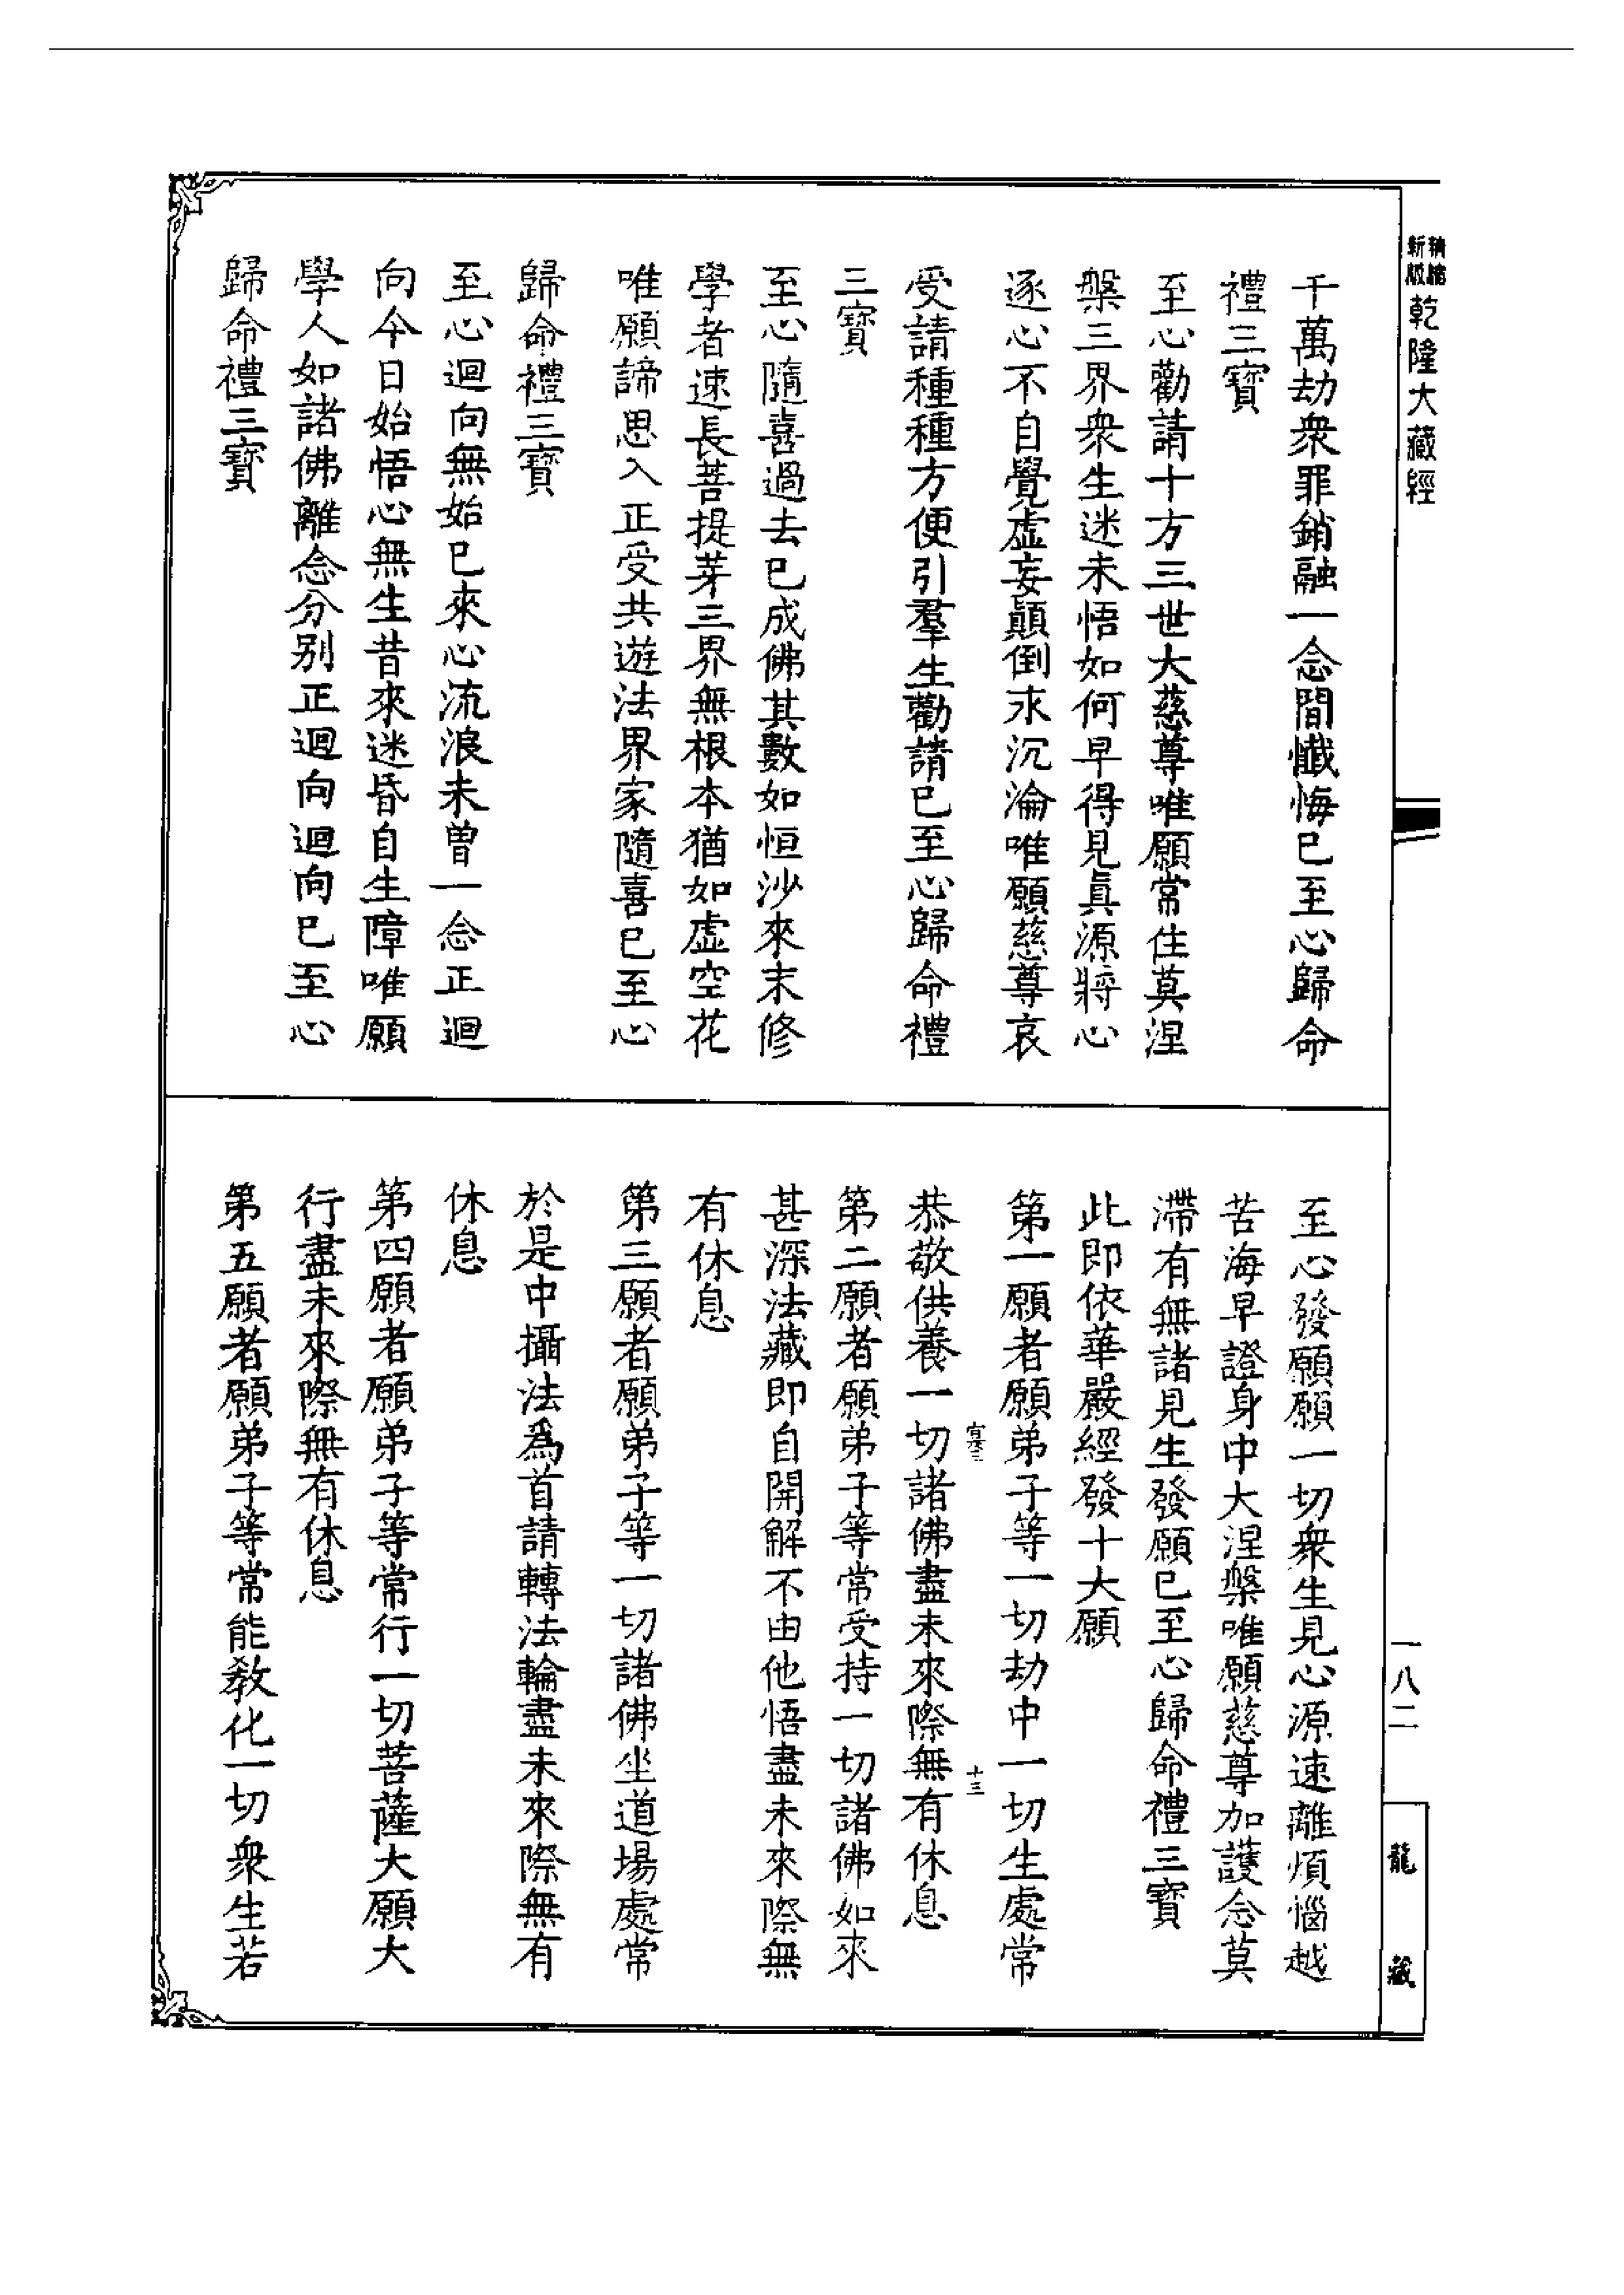 精縮新版乾隆大藏經
千萬劫衆罪銷融一念間懺悔已至心歸命
禮三寶
至心勸請十方三世大慈尊唯願常住莫涅
槃三界衆生迷未悟如何早得見眞源將心
逐心不自覺虛妄顚倒求沉淪唯願慈尊哀
受請種種方便引羣生勸請已至心歸命禮
三寶
至心隨喜過去已成佛其數如恒沙來末修
學者速長菩提芽三界無根本猶如虛空花
唯願諦思入正受共遊法界家隨喜已至心
歸命禮三寶
至心迴向無始已來心流浪未曾一念正迴
向今日始悟心無生昔來迷昏自生障唯願
學人如諸佛離念分别正迴向迴向已至心
歸命禮三寶
至心發願願一切衆生見心源速離煩惱越
苦海早證身中大涅槃唯願慈尊加護念莫
滯有無諸見生發願已至心歸命禮三寶
此即依華嚴經發十大願
第一願者願弟子等一切劫中一切生處常
十三
恭敬供養一切諸佛盡未來際無有休息
第二願者願弟子等常受持一切諸佛如來
甚深法藏即自開解不由他悟盡未來際無
有休息
第三願者願弟子等一切諸佛坐道場處常
於是中攝法爲首請轉法輪盡未來際無有
休息
第四願者願弟子等常行一切菩薩大願大
行盡未來際無有休息
第五願者願弟子等常能敎化一切衆生若
一八二
龍藏